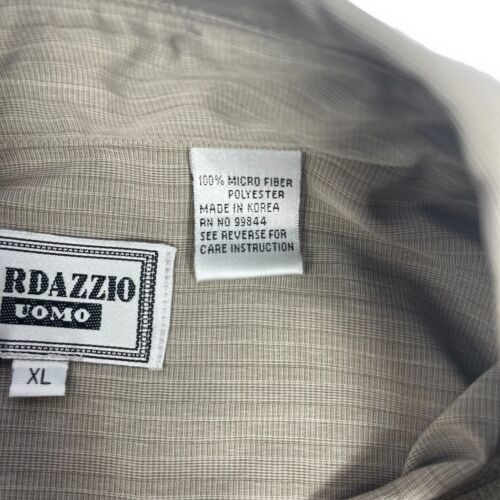 100% MICRO FIBER
POLYESTER
MADE IN KOREA
RN NO 99844
SEE REVERSE FOR
CARE INSTRUCTION
RDAZZIO
UOMO
XL